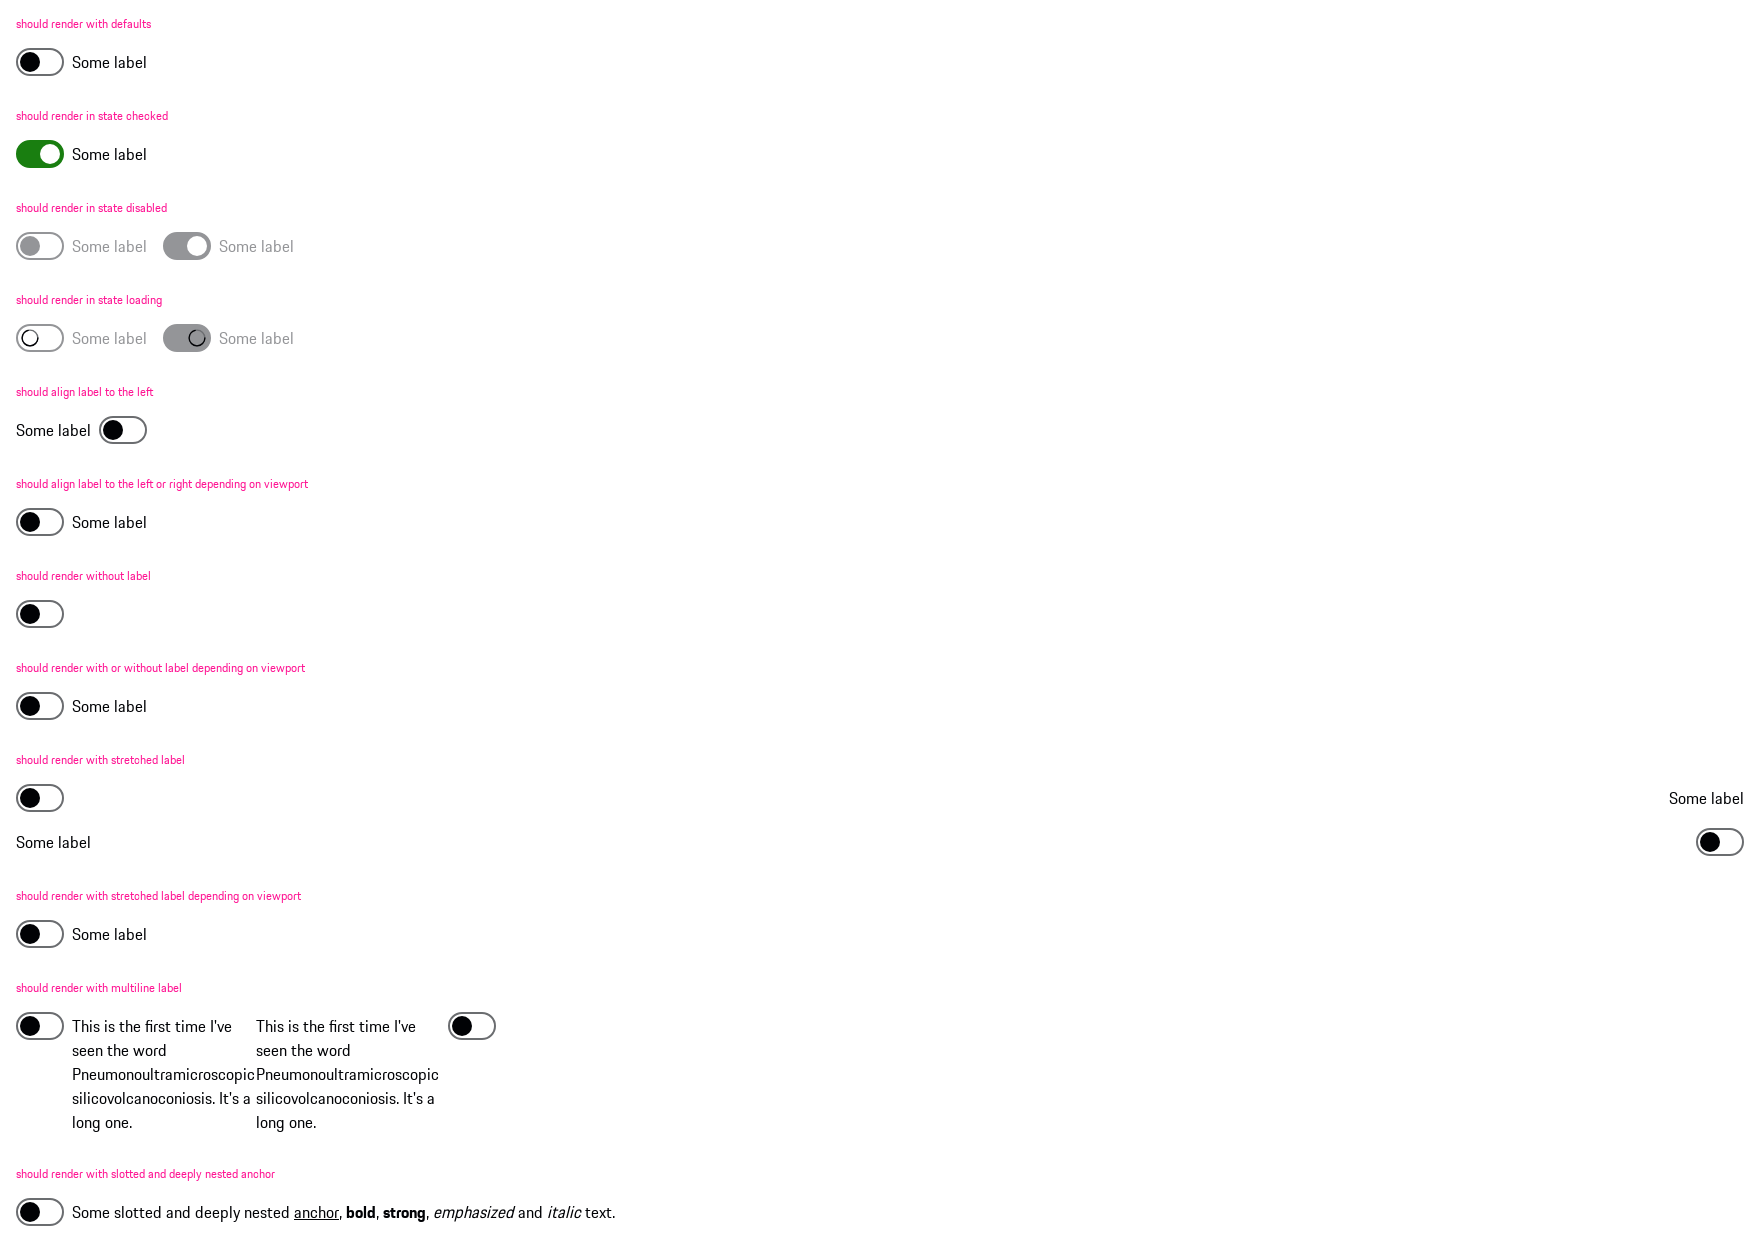 should render with defaults
Some label
should render in state checked
Some label
should render in state disabled
Some label Some label
should render in state loading
Some label Some label
should align label to the left
Some label
should align label to the left or right depending on viewport
Some label
should render without label
should render with or without label depending on viewport
Some label
should render with stretched label
Some label
Some label
should render with stretched label depending on viewport
Some label
should render with multiline label
This is the first time I've
seen the word
Pneumonoultramicroscopic
silicovolcanoconiosis. It's a
long one.
This is the first time I've
seen the word
Pneumonoultramicroscopic
silicovolcanoconiosis. It's a
long one.
should render with slotted and deeply nested anchor
Some slotted and deeply nested anchor, bold, strong, emphasized and italic text.